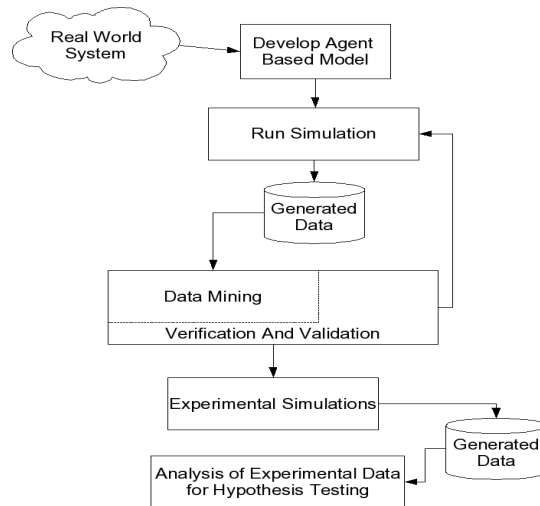 Real World
System
Develop Agent
Based Model
Run Simulation
Generated
Data
Data Mining
Verification And Validation
Experimental Simulations
Generated
Data
Analysis of Experimental Data
for Hypothesis Testing